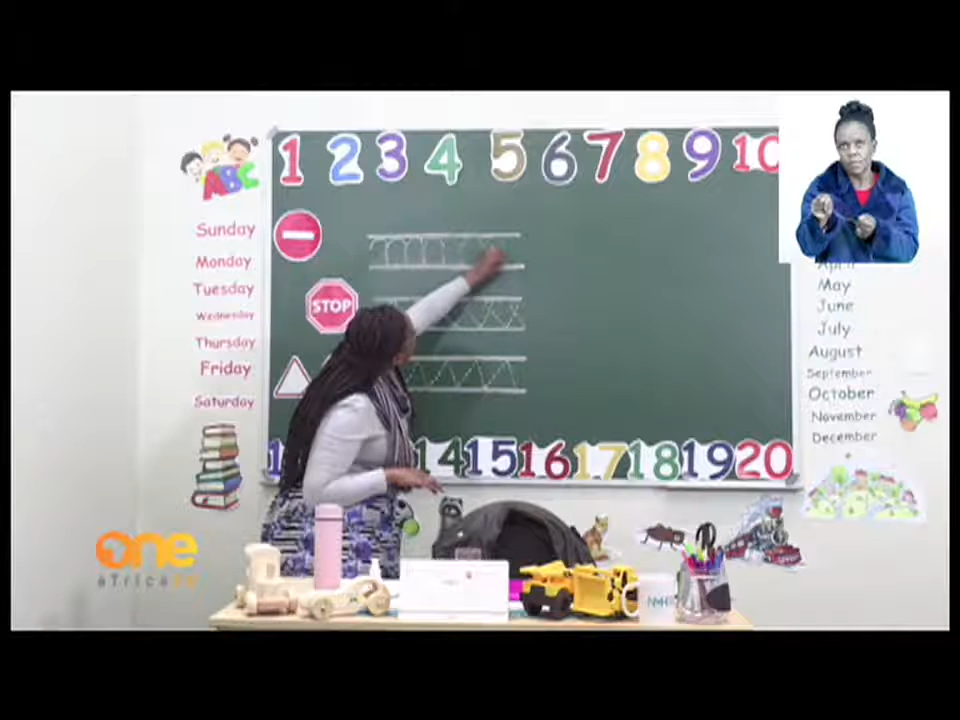 1 2 3 4 5 6 7 8 9 10
ABC
Sunday
Monday
Tuesday
Wednesday
Thursday
Friday
Saturday
STOP
April
May
June
July
August
September
October
November
December
14 15 16 17 18 19 20
one
africa